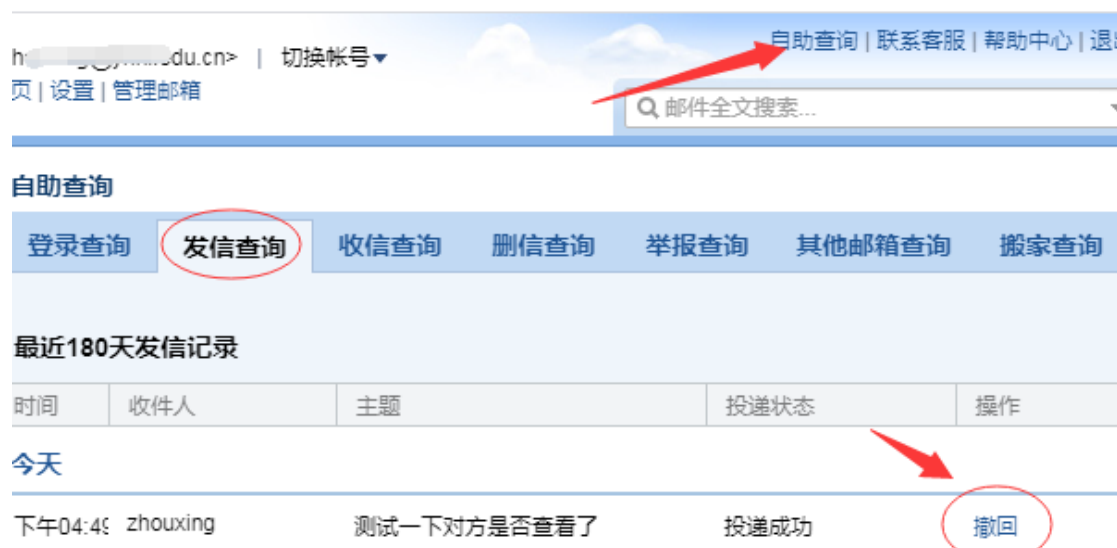 自助查询 | 联系客服 | 帮助中心 | 退
du.cn> | 切换帐号
页 | 设置 | 管理邮箱
邮件全文搜索...
自助查询
登录查询 发信查询 收信查询 删信查询 举报查询 其他邮箱查询 搬家查询
最近180天发信记录
时间 收件人 主题 投递状态 操作
今天
下午04:49 zhouxing 测试一下对方是否查看了 投递成功 撤回